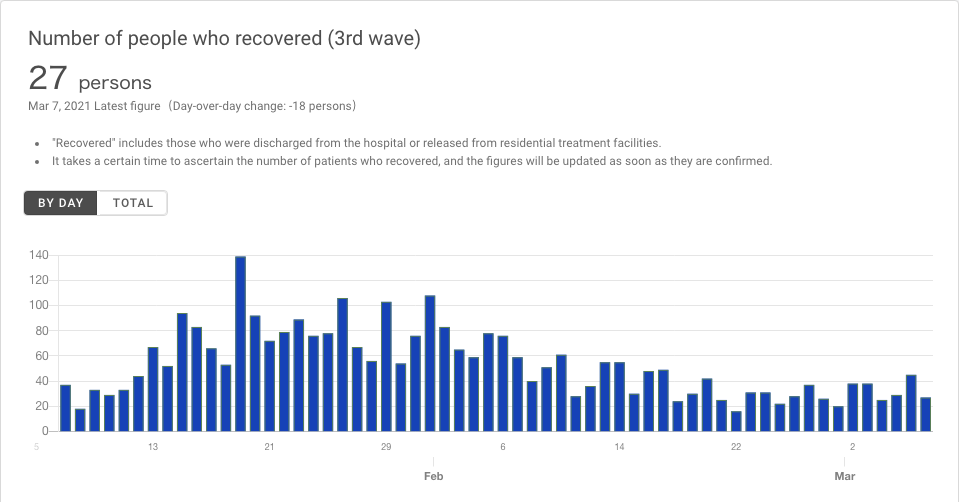 Number of people who recovered (3rd wave)
27 persons
Mar 7, 2021 Latest figure (Day-over-day change: -18 persons)
• "Recovered" includes those who were discharged from the hospital or released from residential treatment facilities.
• It takes a certain time to ascertain the number of patients who recovered, and the figures will be updated as soon as they are confirmed.
BY DAY TOTAL
140
120
100
80
60
40
20
0
5 13 21 29 6 14 22 2
Feb Mar